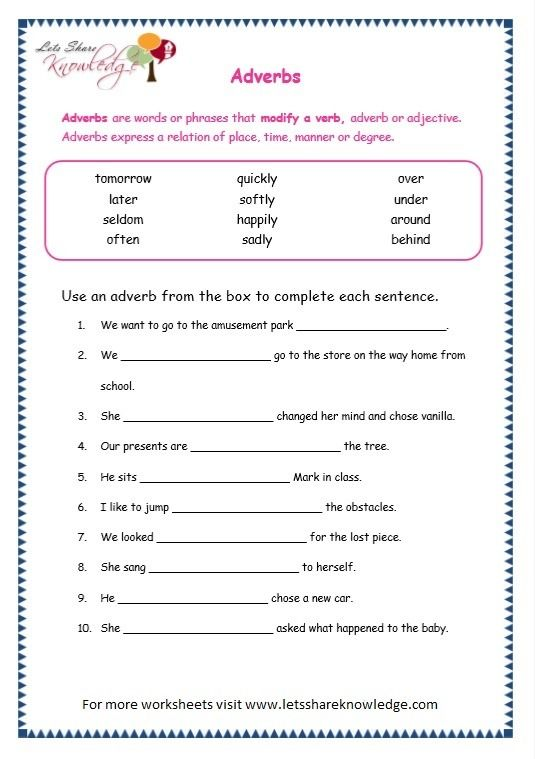 Lets Share
Knowledge
Adverbs
Adverbs are words or phrases that modify a verb, adverb or adjective.
Adverbs express a relation of place, time, manner or degree.
tomorrow quickly over
later softly under
seldom happily around
often sadly behind
Use an adverb from the box to complete each sentence.
1. We want to go to the amusement park ______________________.
2. We ______________________ go to the store on the way home from
school.
3. She ______________________ changed her mind and chose vanilla.
4. Our presents are ______________________ the tree.
5. He sits ______________________ Mark in class.
6. I like to jump ______________________ the obstacles.
7. We looked ______________________ for the lost piece.
8. She sang ______________________ to herself.
9. He ______________________ chose a new car.
10. She ______________________ asked what happened to the baby.
For more worksheets visit www.letsshareknowledge.com